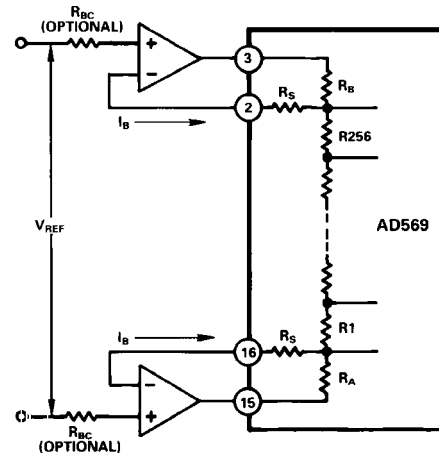 R_BC
(OPTIONAL)
+
−
3
R_B
2
R_S
I_B
R256
V_REF
AD569
I_B
R1
16
R_S
R_A
−
+
15
R_BC
(OPTIONAL)